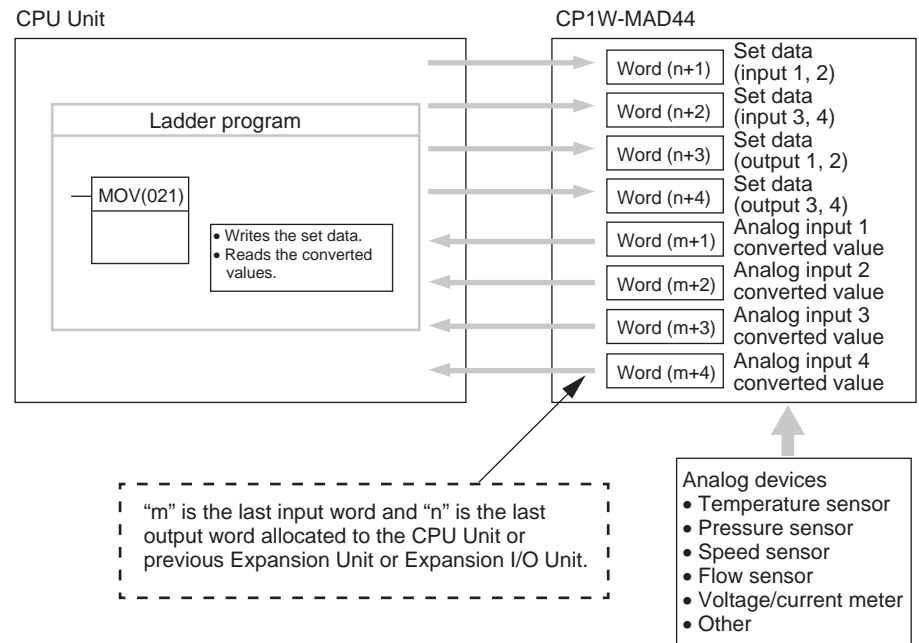 CPU Unit
CP1W-MAD44
Ladder program
MOV(021)
• Writes the set data.
• Reads the converted
values.
Word (n+1)
Set data
(input 1, 2)
Word (n+2)
Set data
(input 3, 4)
Word (n+3)
Set data
(output 1, 2)
Word (n+4)
Set data
(output 3, 4)
Word (m+1)
Analog input 1
converted value
Word (m+2)
Analog input 2
converted value
Word (m+3)
Analog input 3
converted value
Word (m+4)
Analog input 4
converted value
“m” is the last input word and “n” is the last
output word allocated to the CPU Unit or
previous Expansion Unit or Expansion I/O Unit.
Analog devices
• Temperature sensor
• Pressure sensor
• Speed sensor
• Flow sensor
• Voltage/current meter
• Other